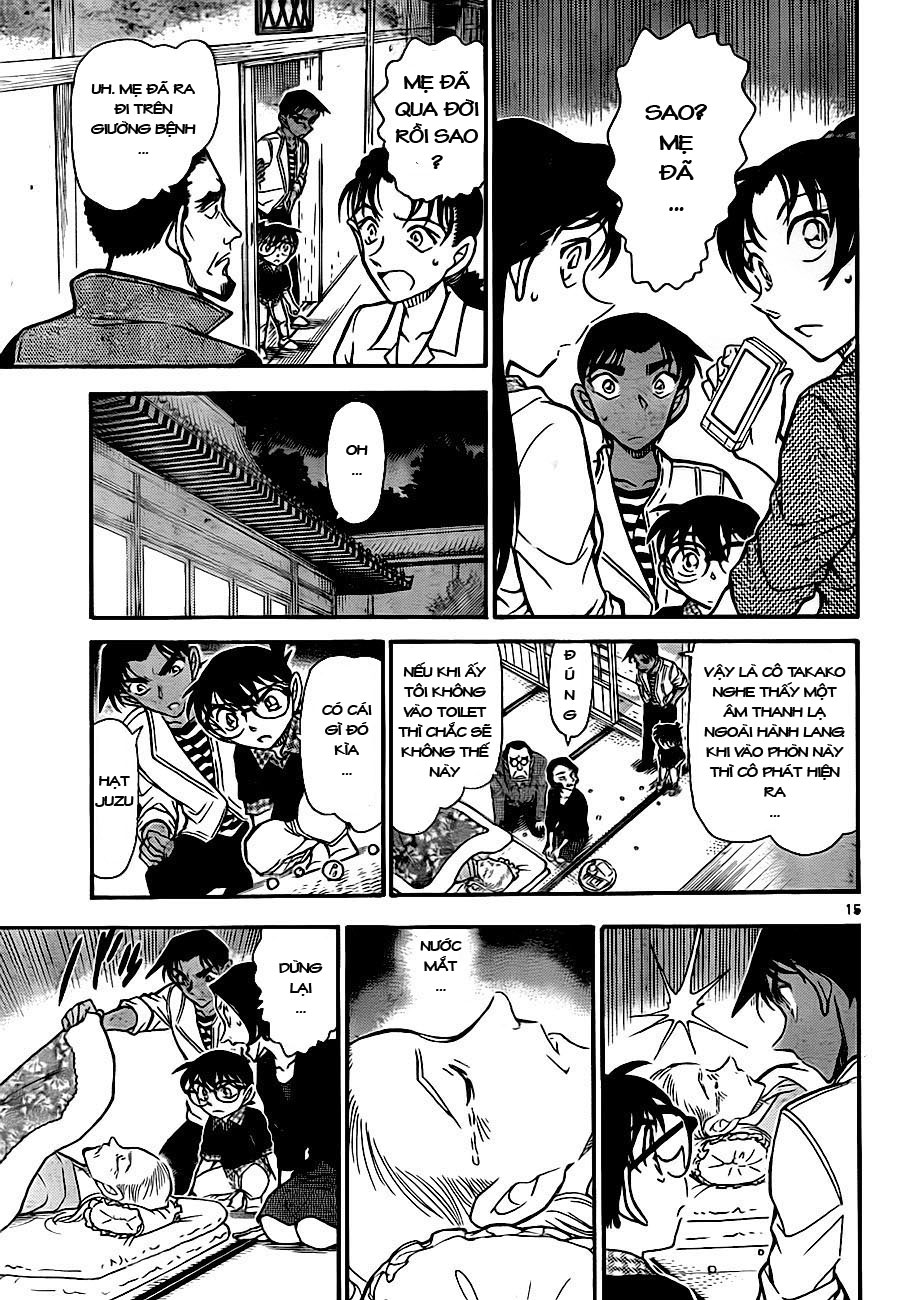 SAO?
MẸ
ĐÃ
...
MẸ ĐÃ
QUA ĐỜI
RỒI SAO
?
UH. MẸ ĐÃ RA
ĐI TRÊN
GIƯỜNG BỆNH
...
OH
...
VẬY LÀ CÔ TAKAKO
NGHE THẤY MỘT
ÂM THANH LẠ
NGOÀI HÀNH LANG
KHI VÀO PHÒN NÀY
THÌ CÔ PHÁT HIỆN
RA
...
ĐÚNG
NẾU KHI ẤY
TÔI KHÔNG
VÀO TOILET
THÌ CHẮC SẼ
KHÔNG THẾ
NÀY
CÓ CÁI
GÌ ĐÓ
KÌA
...
HẠT
JUZU
15
NƯỚC
MẮT
...
DỪNG
LẠI
...